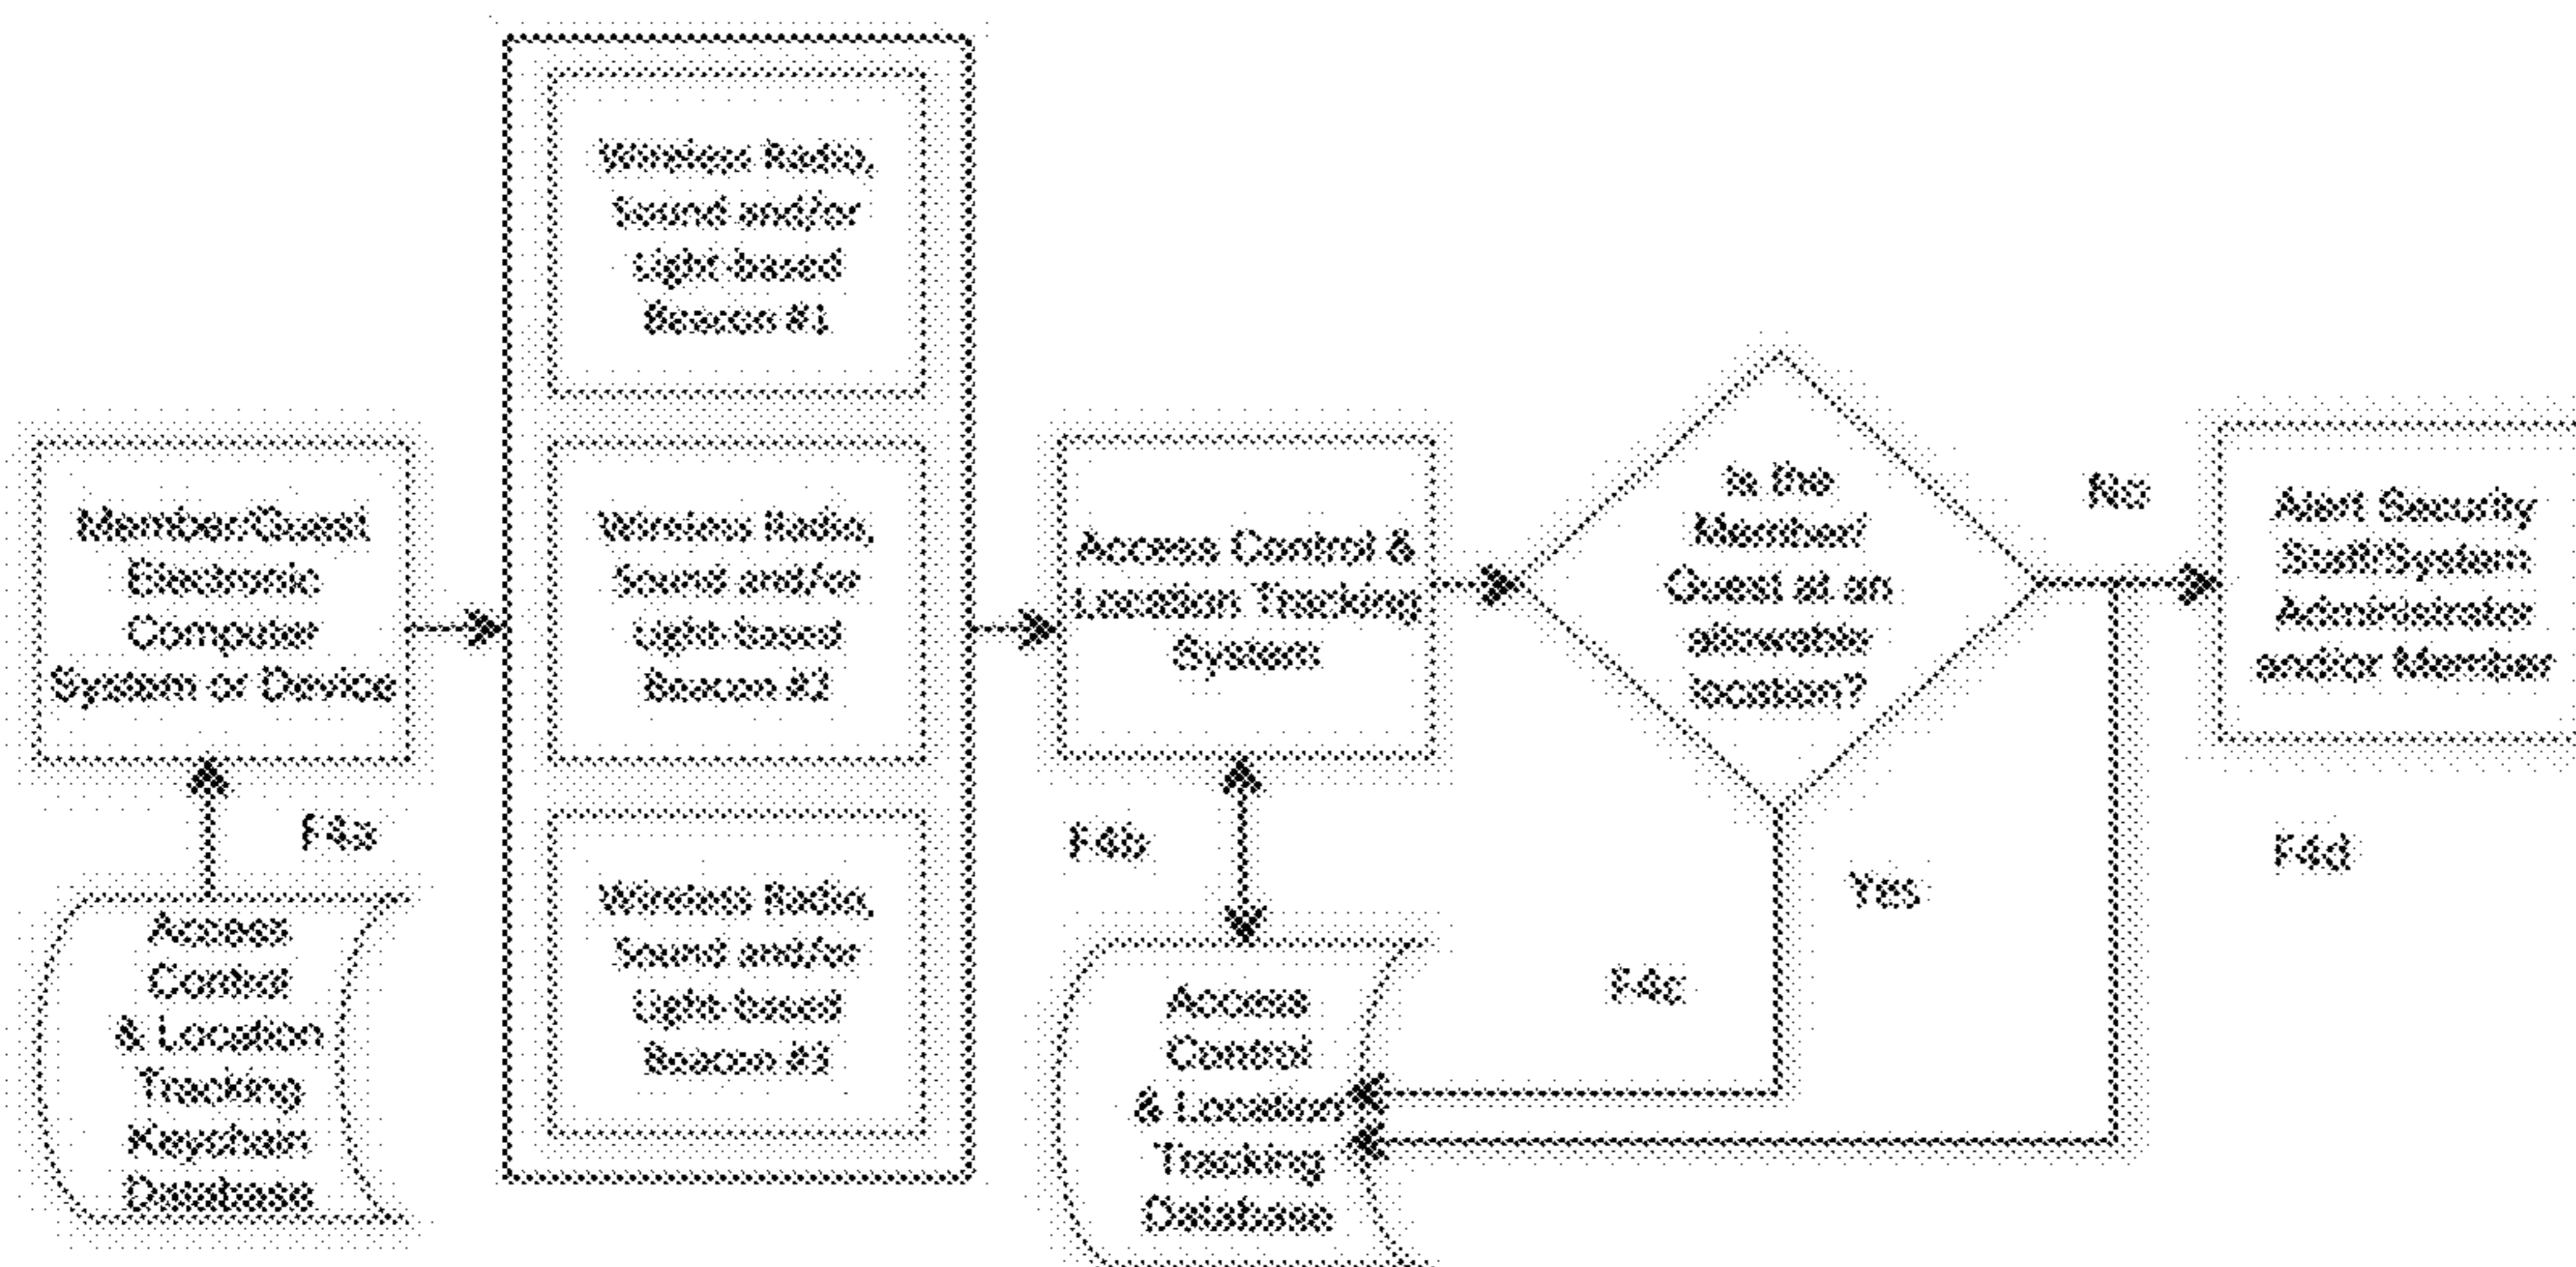 Wireless Radio,
Sound and/or
Light-based
Beacon #1
Member/Guest
Electronic
Computer
System or Device
Wireless Radio,
Sound and/or
Light-based
Beacon #2
Access Control &
Location Tracking
System
Is the
Member/
Guest at an
allowable
location?
No
Alert Security
Staff/System
Administrator
and/or Member
F4a
F4b
YES
F4d
Access
Control
& Location
Tracking
Keychain
Database
Wireless Radio,
Sound and/or
Light-based
Beacon #3
F4c
Access
Control
& Location
Tracking
Database